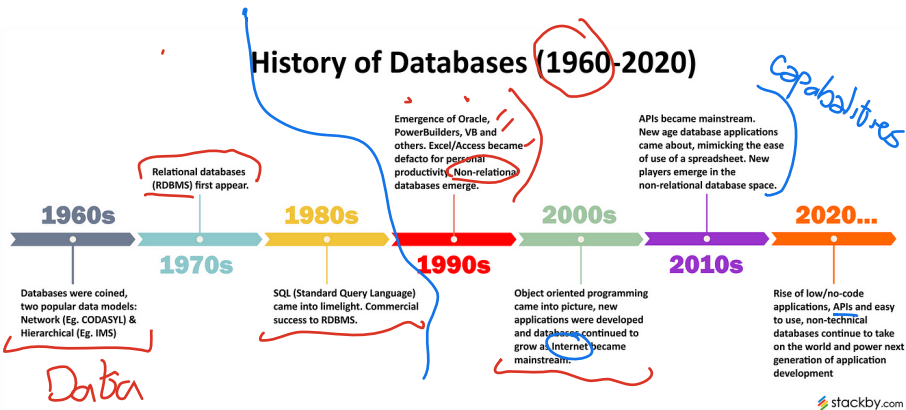 History of Databases (1960-2020)
capabalities
Emergence of Oracle,
PowerBuilders, VB and
others. Excel/Access became
defacto for personal
productivity. Non-relational
databases emerge.
APIs became mainstream.
New age database applications
came about, mimicking the ease
of use of a spreadsheet. New
players emerge in the
non-relational database space.
Relational databases
(RDBMS) first appear.
1960s
1980s
2000s
2020...
1970s
1990s
2010s
Databases were coined,
two popular data models:
Network (Eg. CODASYL) &
Hierarchical (Eg. IMS)
SQL (Standard Query Language)
came into limelight. Commercial
success to RDBMS.
Object oriented programming
came into picture, new
applications were developed
and databases continued to
grow as Internet became
mainstream.
Rise of low/no-code
applications, APIs and easy
to use, non-technical
databases continue to take
on the world and power next
generation of application
development
Data
stackby.com